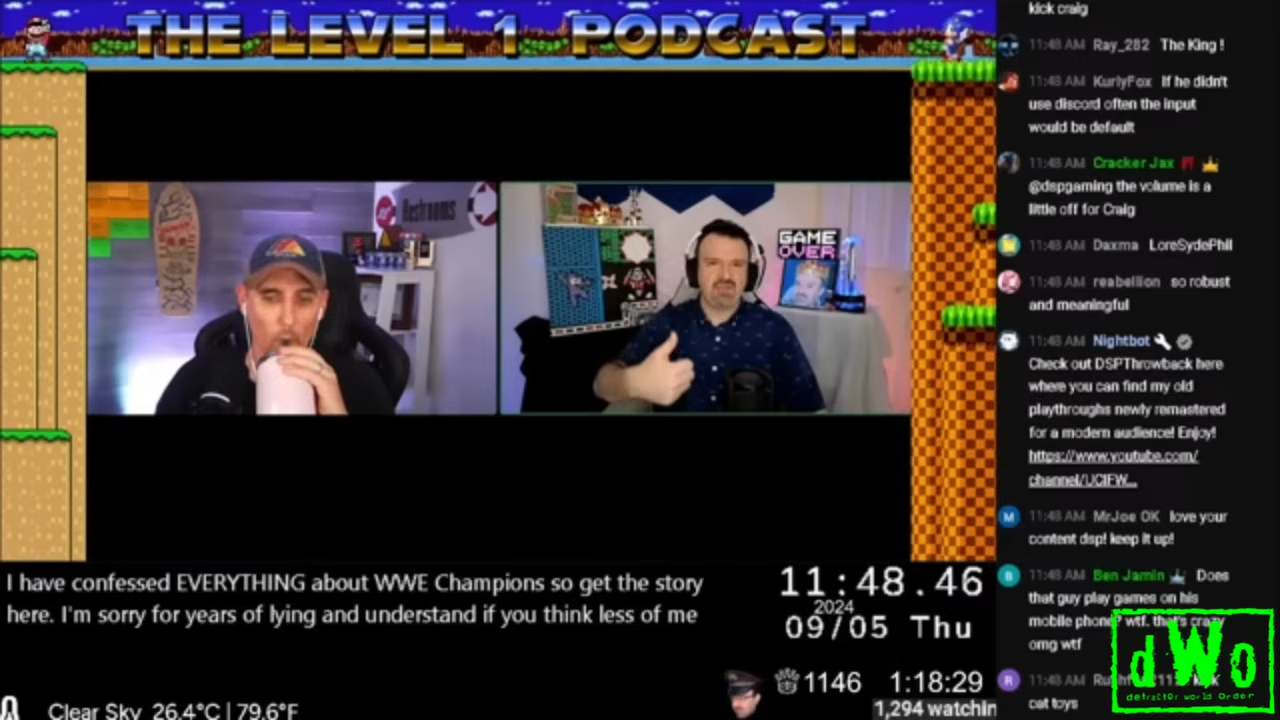 THE LEVEL 1 PODCAST
Restrooms
GAME
OVER
kick craig
11:48 AM Ray_282 The King !
11:48 AM KurlyFox If he didn't
use discord often the input
would be default
11:48 AM Cracker Jax
@dspgaming the volume is a
little off for Craig
11:48 AM Daxma LoreSydePhil
11:48 AM reabellion so robust
and meaningful
11:48 AM Nightbot
Check out DSPThrowback here
where you can find my old
playthroughs newly remastered
for a modern audience! Enjoy!
https://www.youtube.com/
channel/UCIFW...
11:48 AM MrJoe OK love your
content dsp! keep it up!
11:48 AM Ben Jamin Does
that guy play games on his
mobile phone? wtf. that's crazy
omg wtf
11:48 AM
cat toys
I have confessed EVERYTHING about WWE Champions so get the story
here. I'm sorry for years of lying and understand if you think less of me
11:48.46
2024
09/05 Thu
1146 1:18:29
1,294 watchin
Clear Sky 26.4°C | 79.6°F
dWo
detractor world Order